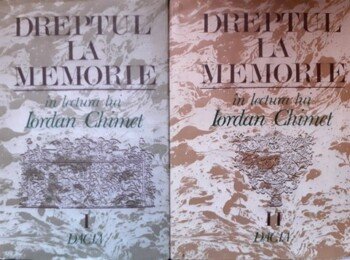 DREPTUL
LA
MEMORIE
în lectura lui
Iordan Chimet
I
DACIA
DREPTUL
LA
MEMORIE
în lectura lui
Iordan Chimet
II
DACIA